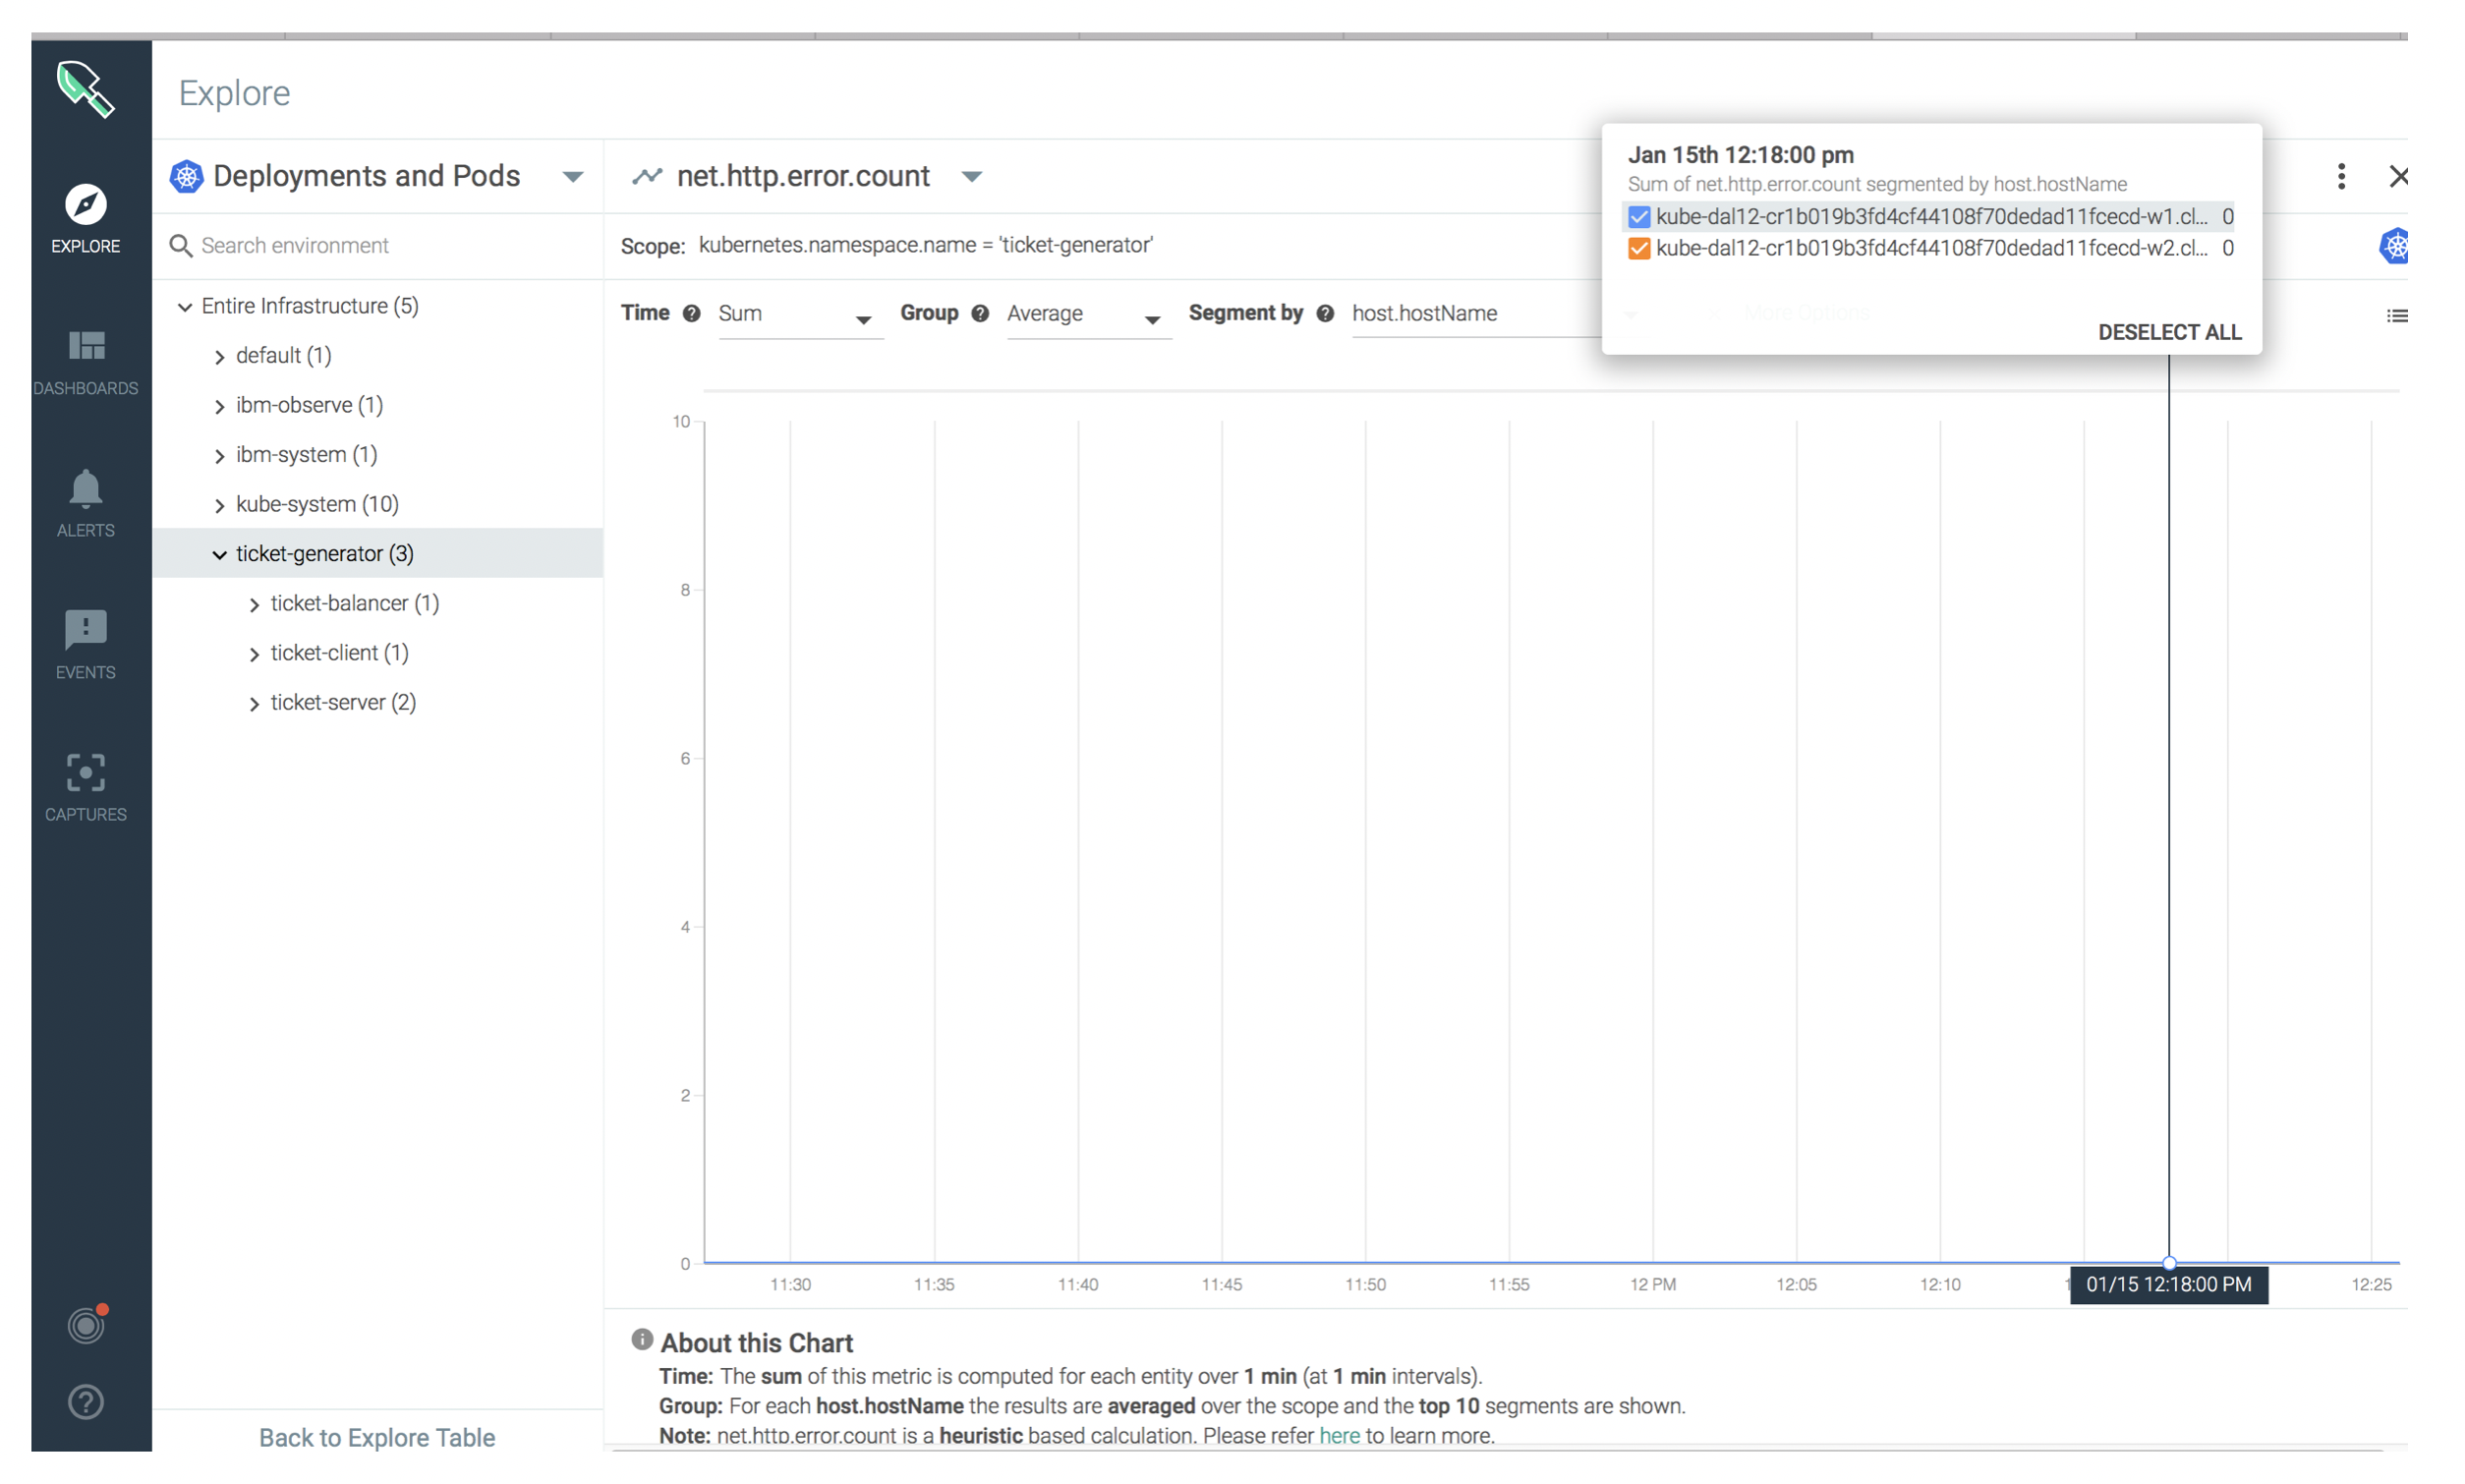 Explore
EXPLORE
DASHBOARDS
ALERTS
EVENTS
CAPTURES
Deployments and Pods
Search environment
Entire Infrastructure (5)
default (1)
ibm-observe (1)
ibm-system (1)
kube-system (10)
ticket-generator (3)
ticket-balancer (1)
ticket-client (1)
ticket-server (2)
Back to Explore Table
net.http.error.count
Scope: kubernetes.namespace.name = 'ticket-generator'
Time Sum Group Average Segment by host.hostName
Jan 15th 12:18:00 pm
Sum of net.http.error.count segmented by host.hostName
kube-dal12-cr1b019b3fd4cf44108f70dedad11fcecd-w1.cl... 0
kube-dal12-cr1b019b3fd4cf44108f70dedad11fcecd-w2.cl... 0
More Options
DESELECT ALL
10
8
6
4
2
0
11:30 11:35 11:40 11:45 11:50 11:55 12 PM 12:05 12:10 01/15 12:18:00 PM 12:25
About this Chart
Time: The sum of this metric is computed for each entity over 1 min (at 1 min intervals).
Group: For each host.hostName the results are averaged over the scope and the top 10 segments are shown.
Note: net.http.error.count is a heuristic based calculation. Please refer here to learn more.